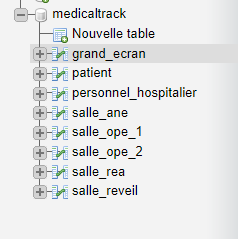 medicaltrack
Nouvelle table
grand_ecran
patient
personnel_hospitalier
salle_ane
salle_ope_1
salle_ope_2
salle_rea
salle_reveil